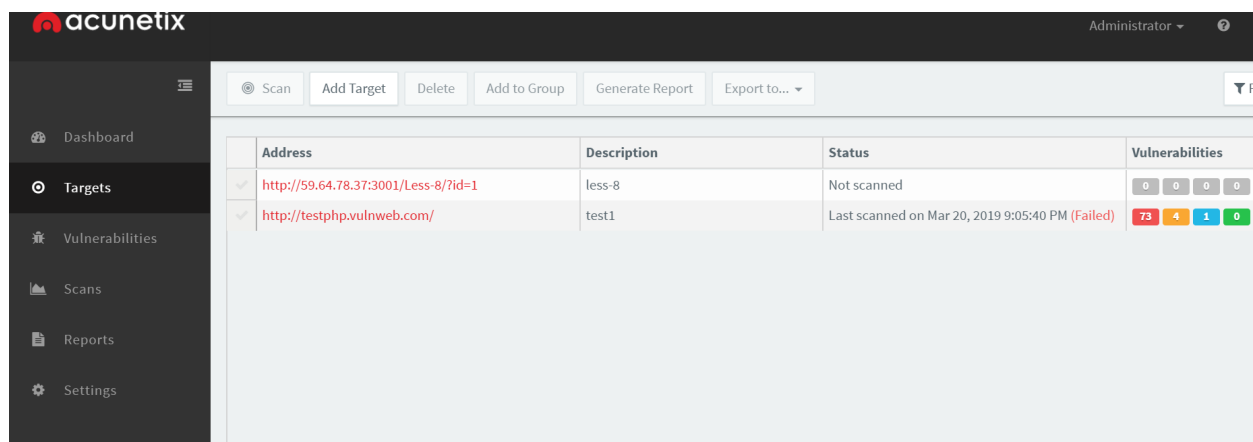 acunetix
Administrator
Scan
Add Target
Delete
Add to Group
Generate Report
Export to...
Dashboard
Targets
Vulnerabilities
Scans
Reports
Settings
Address Description Status Vulnerabilities
http://59.64.78.37:3001/Less-8/?id=1 less-8 Not scanned 0 0 0 0
http://testphp.vulnweb.com/ test1 Last scanned on Mar 20, 2019 9:05:40 PM (Failed) 73 4 1 0